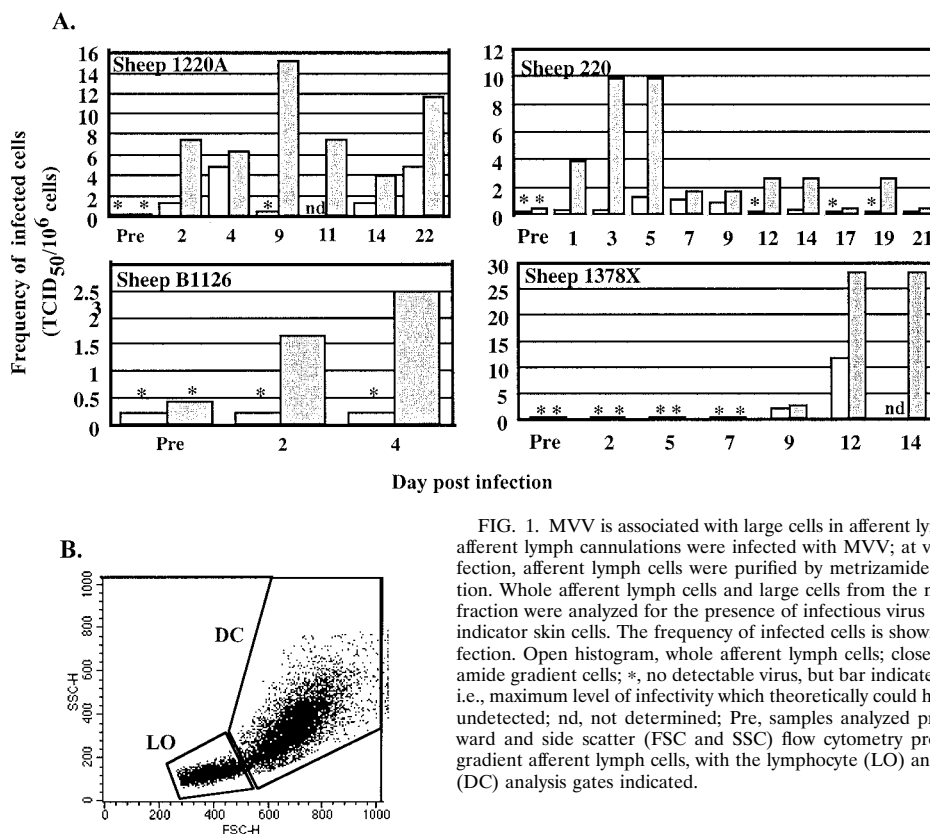 A.
Frequency of infected cells
(TCID50/10^6 cells)
Sheep 1220A
16
14
12
10
8
6
4
2
0
* * * nd
Pre 2 4 9 11 14 22
Sheep 220
12
10
8
6
4
2
0
* * * * *
Pre 1 3 5 7 9 12 14 17 19 21
Sheep B1126
2.5
3
2
1.5
1
0.5
0
* * * *
Pre 2 4
Sheep 1378X
30
25
20
15
10
5
0
* * * * * * * * nd
Pre 2 5 7 9 12 14
Day post infection
B.
SSC-H
1000
800
600
400
200
0
DC
LO
0 200 400 600 800 1000
FSC-H
FIG. 1. MVV is associated with large cells in afferent
afferent lymph cannulations were infected with MVV; at
fection, afferent lymph cells were purified by metrizamide
tion. Whole afferent lymph cells and large cells from the
fraction were analyzed for the presence of infectious virus
indicator skin cells. The frequency of infected cells is
fection. Open histogram, whole afferent lymph cells;
amide gradient cells; *, no detectable virus, but bar
i.e., maximum level of infectivity which theoretically could
undetected; nd, not determined; Pre, samples analyzed
ward and side scatter (FSC and SSC) flow cytometry
gradient afferent lymph cells, with the lymphocyte (LO)
(DC) analysis gates indicated.